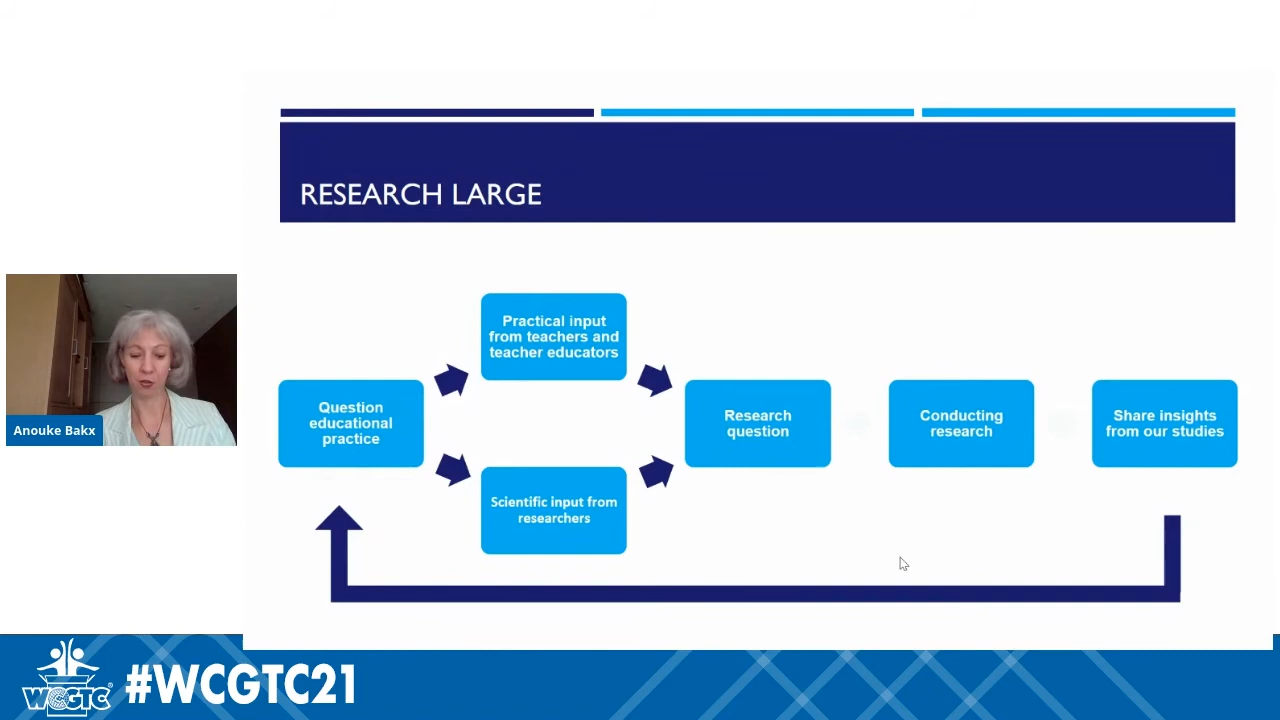 RESEARCH LARGE
Practical input
from teachers and
teacher educators
Question
educational
practice
Research
question
Conducting
research
Share insights
from our studies
Scientific input from
researchers
Anouke Bakx
WCGTC®
#WCGTC21